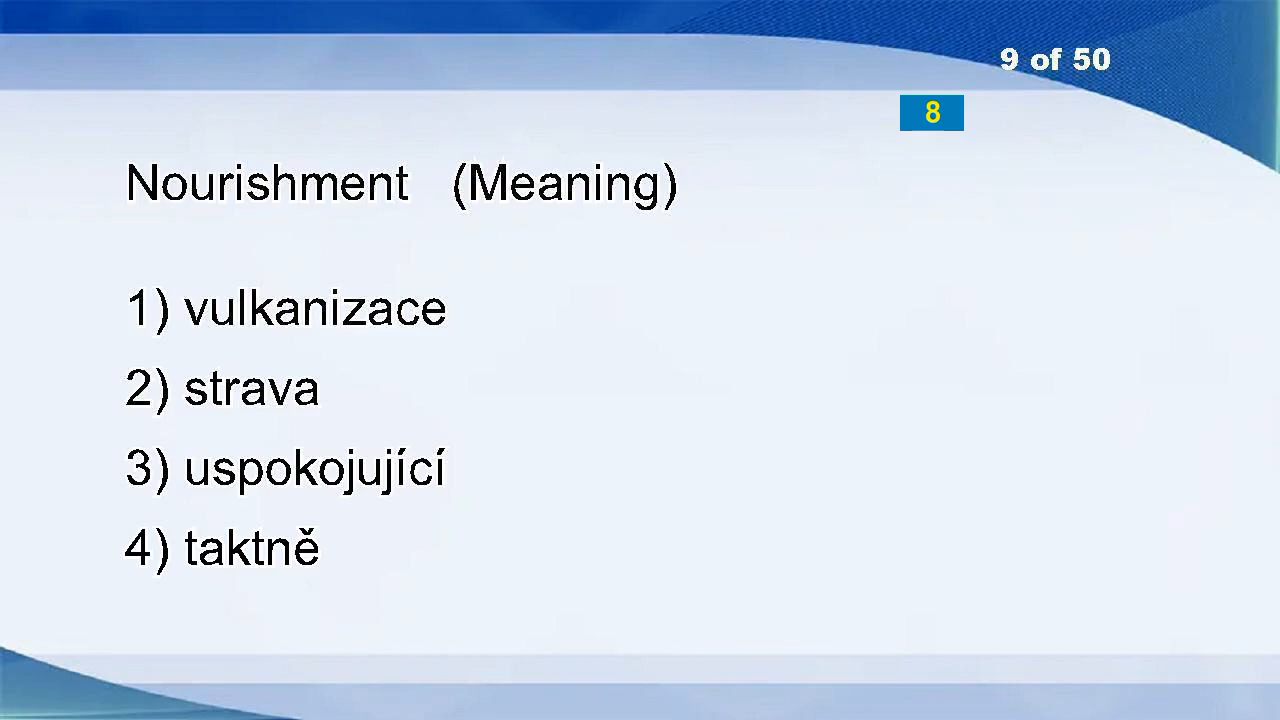 9 of 50
8
Nourishment (Meaning)
1) vulkanizace
2) strava
3) uspokojující
4) taktně